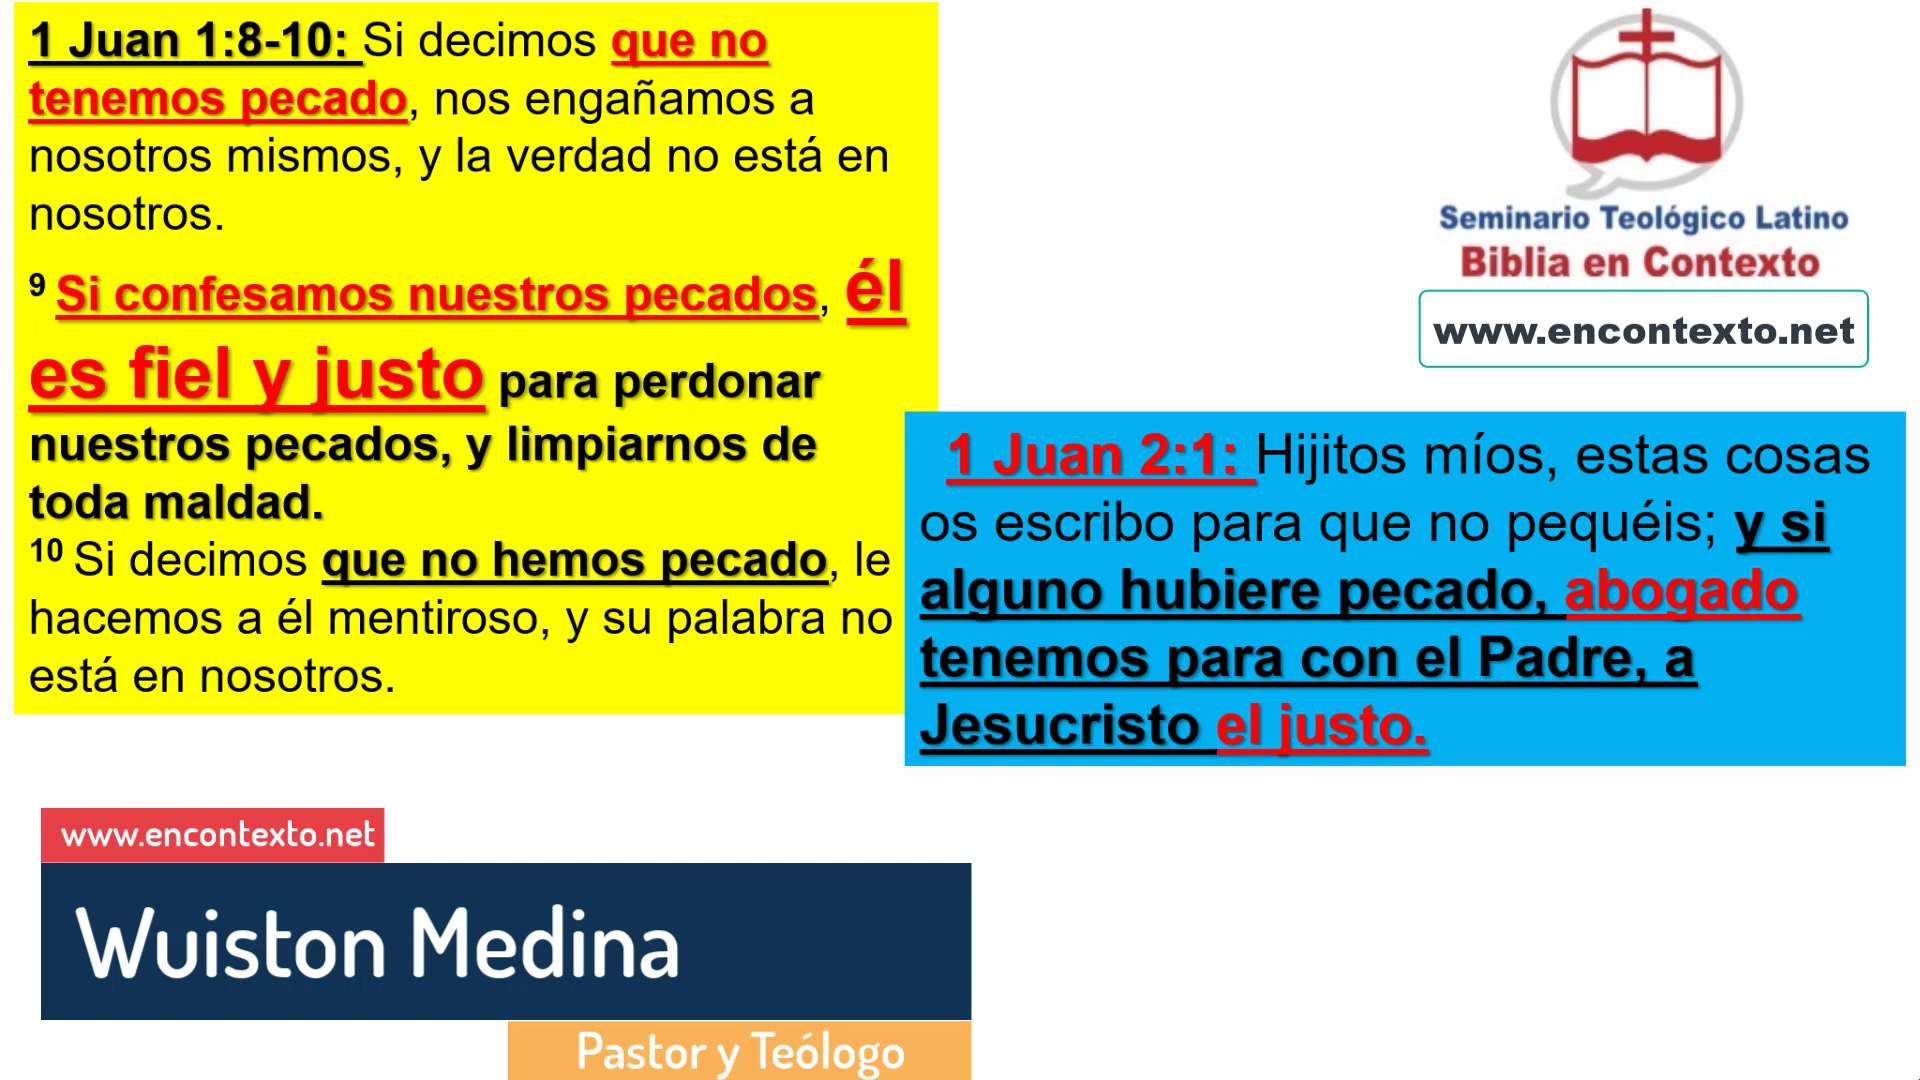 1 Juan 1:8-10: Si decimos que no
tenemos pecado, nos engañamos a
nosotros mismos, y la verdad no está en
nosotros.
9 Si confesamos nuestros pecados, él
es fiel y justo para perdonar
nuestros pecados, y limpiarnos de
toda maldad.
10 Si decimos que no hemos pecado, le
hacemos a él mentiroso, y su palabra no
está en nosotros.
Seminario Teológico Latino
Biblia en Contexto
www.encontexto.net
1 Juan 2:1: Hijitos míos, estas cosas
os escribo para que no pequéis; y si
alguno hubiere pecado, abogado
tenemos para con el Padre, a
Jesucristo el justo.
www.encontexto.net
Wuiston Medina
Pastor y Teólogo